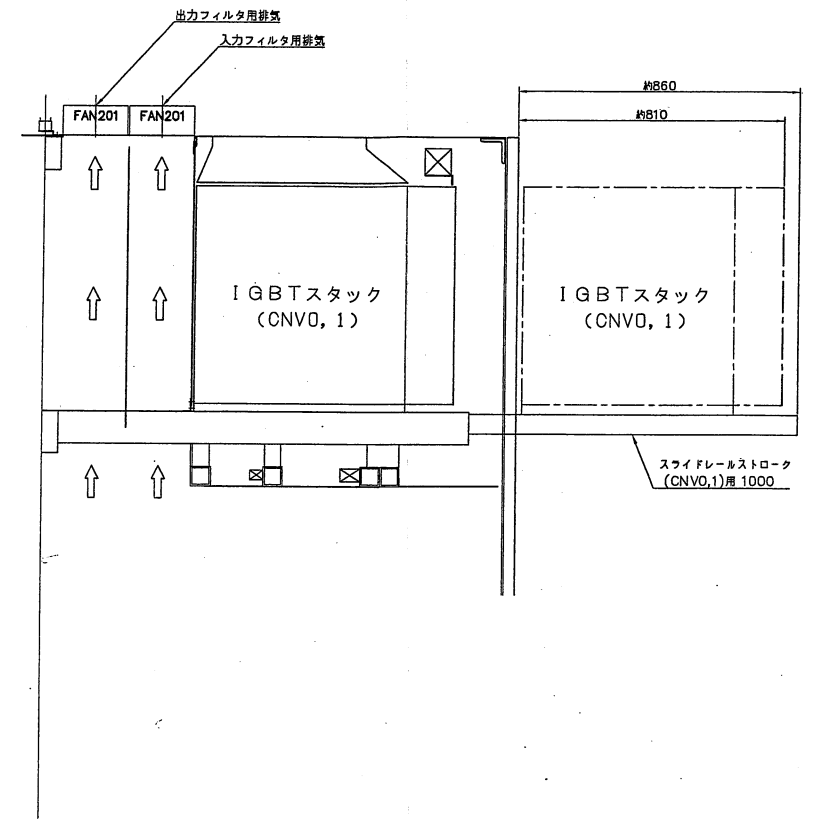 出力フィルタ用排気
入力フィルタ用排気
FAN201
FAN201
約860
約810
IGBTスタック
(CNV0, 1)
IGBTスタック
(CNV0, 1)
スライドレールストローク
(CNV0,1)用 1000